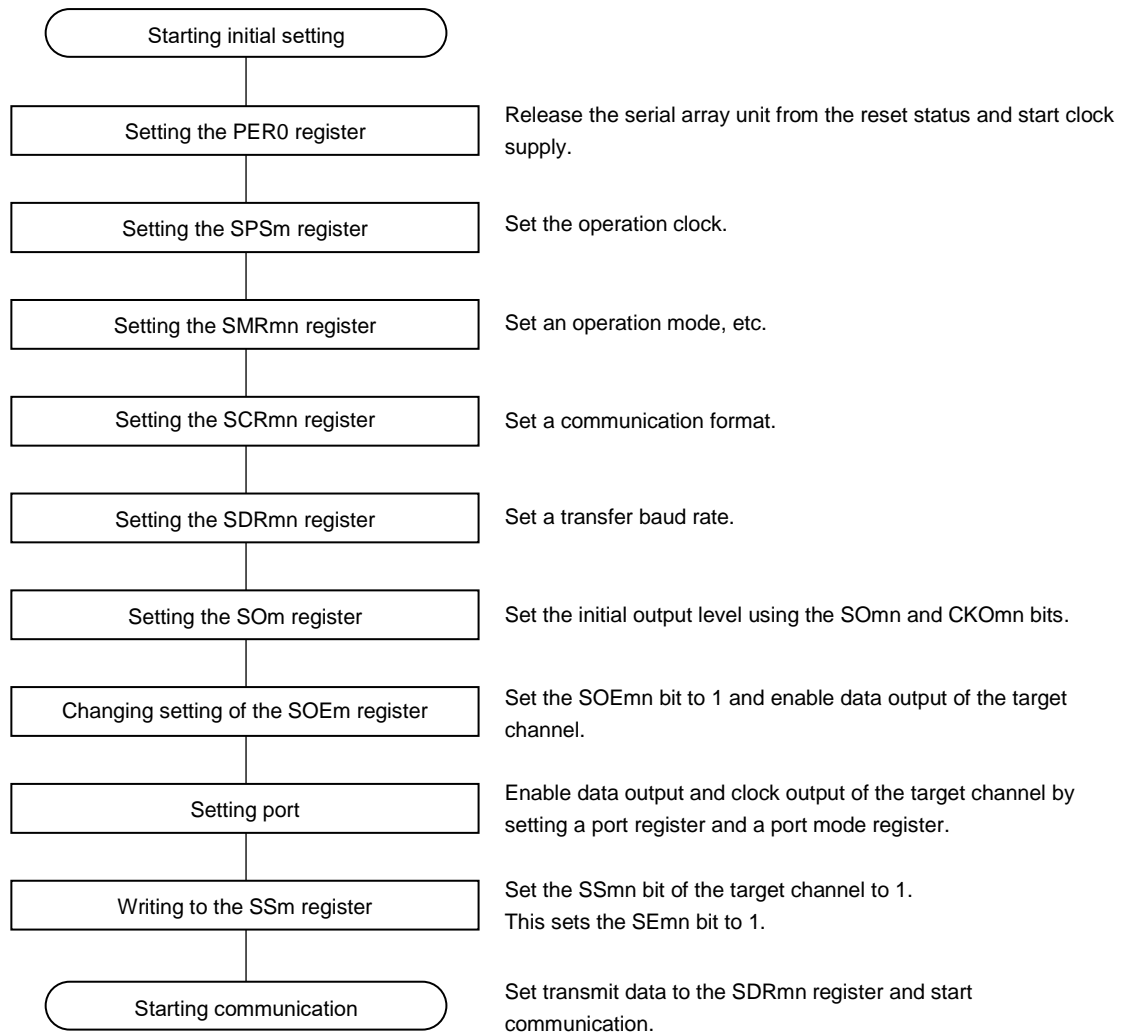 Starting initial setting
Setting the PER0 register
Release the serial array unit from the reset status and start clock
supply.
Setting the SPSm register
Set the operation clock.
Setting the SMRmn register
Set an operation mode, etc.
Setting the SCRmn register
Set a communication format.
Setting the SDRmn register
Set a transfer baud rate.
Setting the SOm register
Set the initial output level using the SOmn and CKOmn bits.
Changing setting of the SOEm register
Set the SOEmn bit to 1 and enable data output of the target
channel.
Setting port
Enable data output and clock output of the target channel by
setting a port register and a port mode register.
Writing to the SSm register
Set the SSmn bit of the target channel to 1.
This sets the SEmn bit to 1.
Starting communication
Set transmit data to the SDRmn register and start
communication.